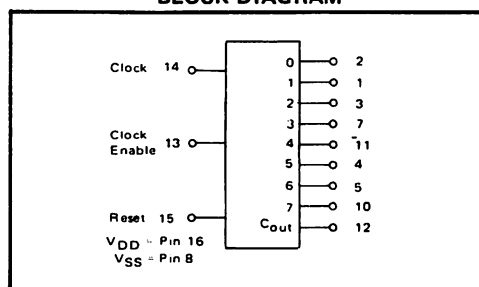 BLOCK DIAGRAM
Clock 14
Clock
Enable 13
Reset 15
VDD = Pin 16
VSS = Pin 8
0 2
1 1
2 3
3 7
4 11
5 4
6 5
7 10
Cout 12